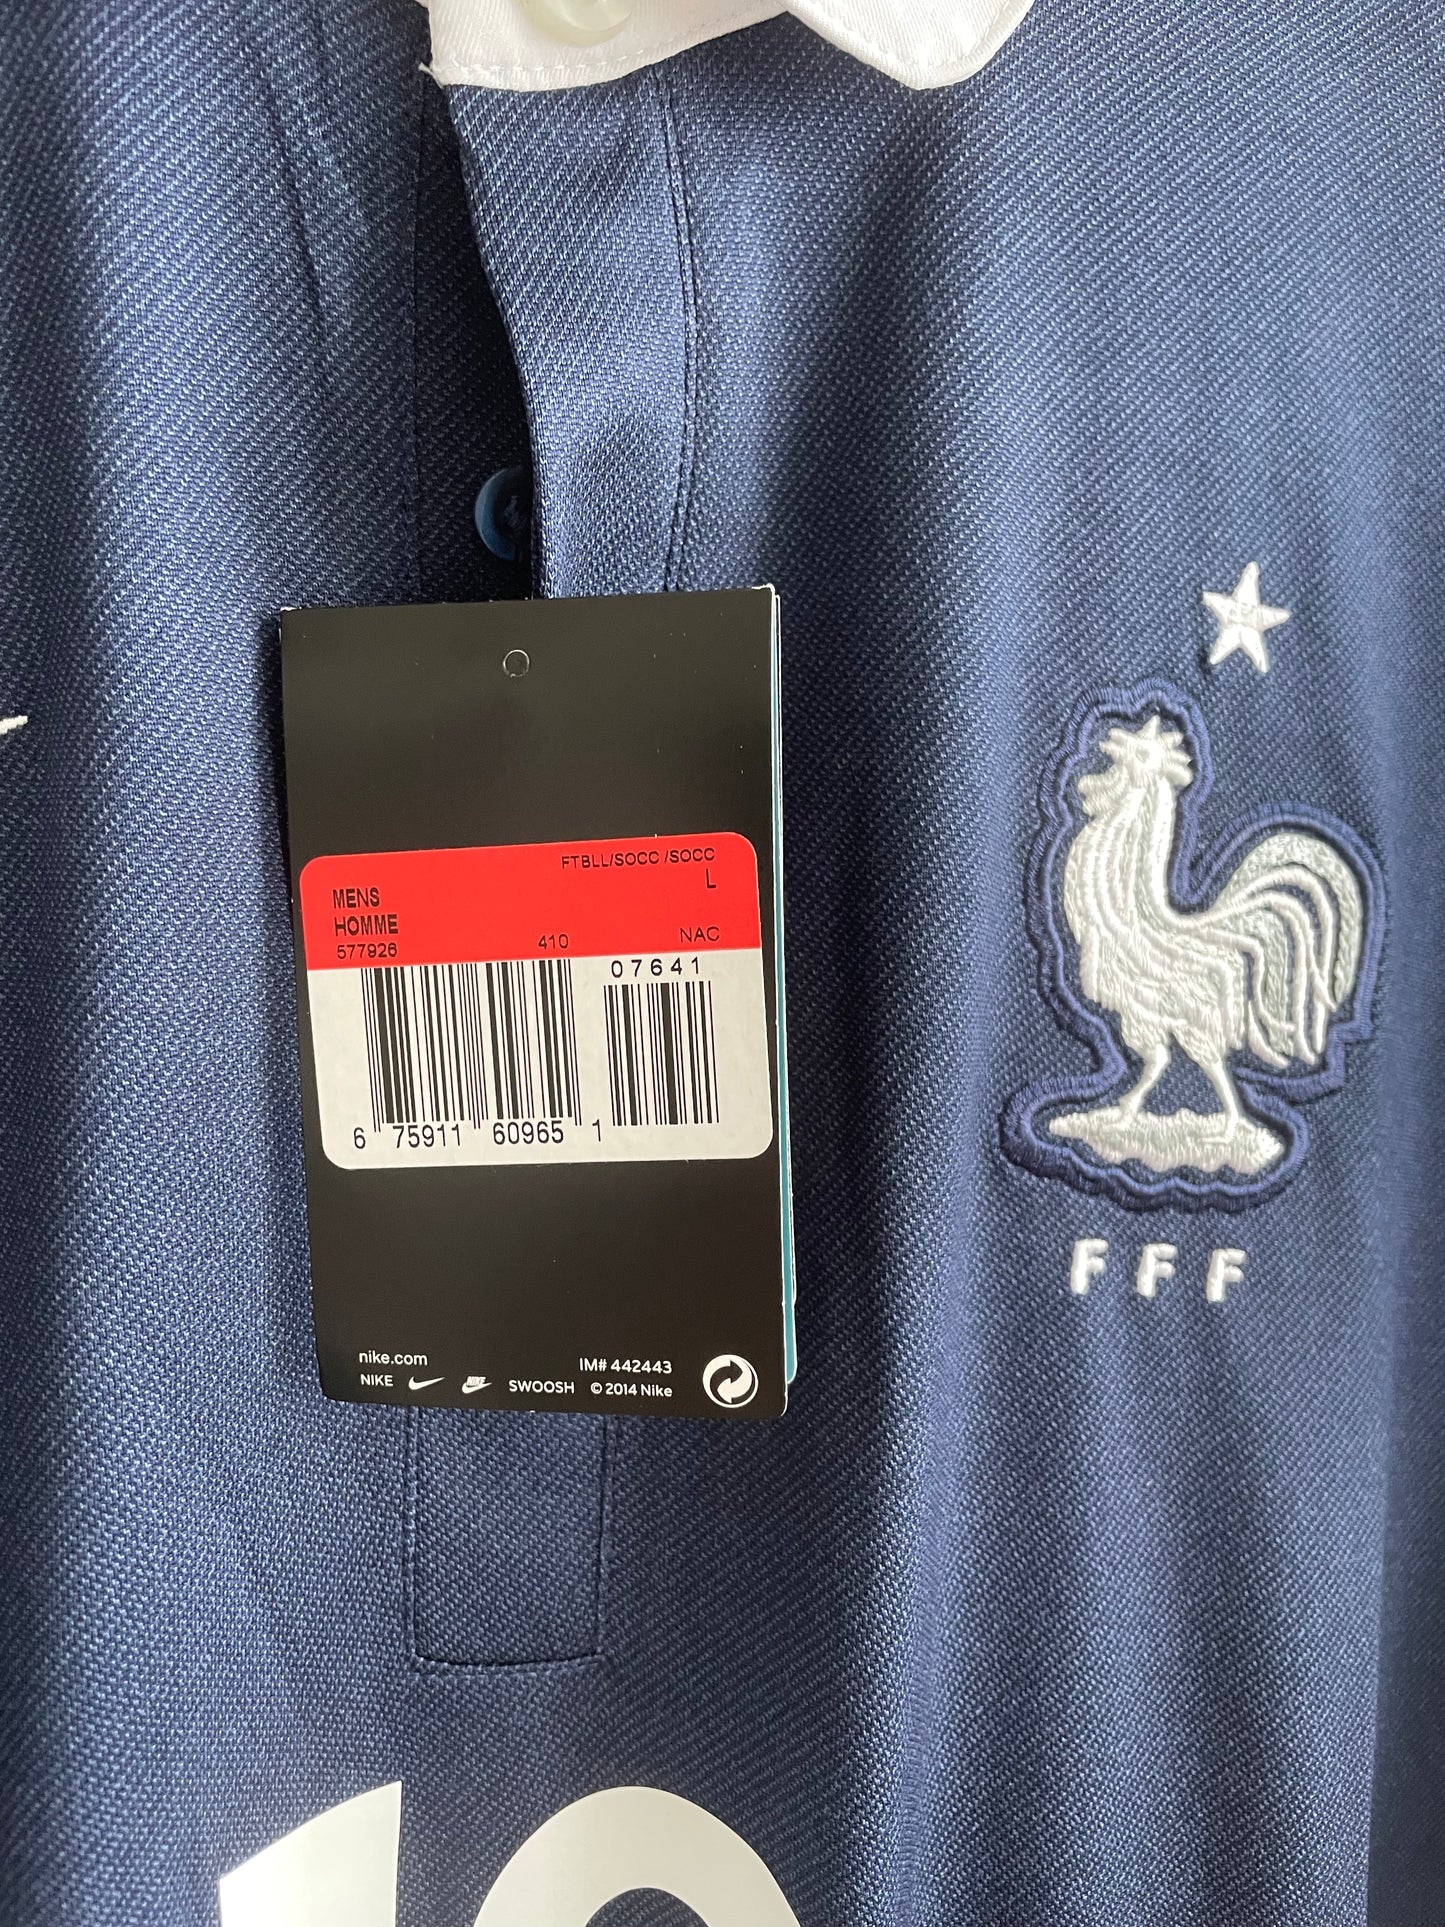 FTBLL/SOCC /SOCC
L
MENS
HOMME
577926 410 NAC
07641
6 75911 60965 1
nike.com IM# 442443
NIKE NIKE SWOOSH © 2014 Nike
FFF